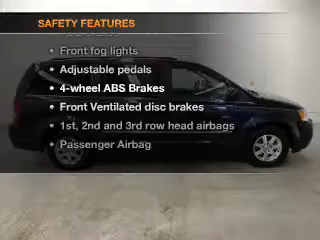 SAFETY FEATURES
• Front fog lights
• Adjustable pedals
• 4-wheel ABS Brakes
• Front Ventilated disc brakes
• 1st, 2nd and 3rd row head airbags
• Passenger Airbag